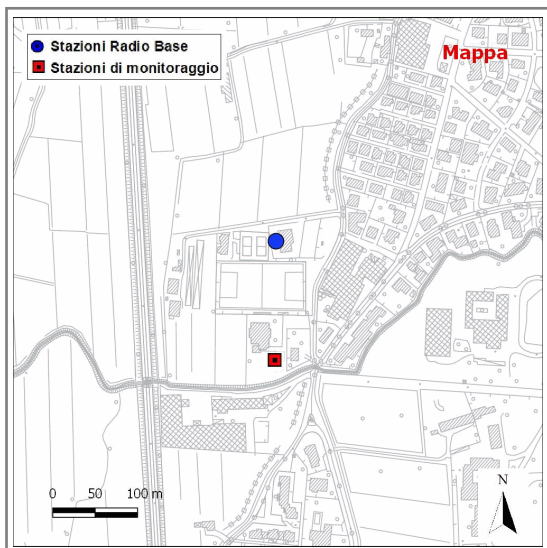 Stazioni Radio Base
Stazioni di monitoraggio
Mappa
0 50 100 m
N